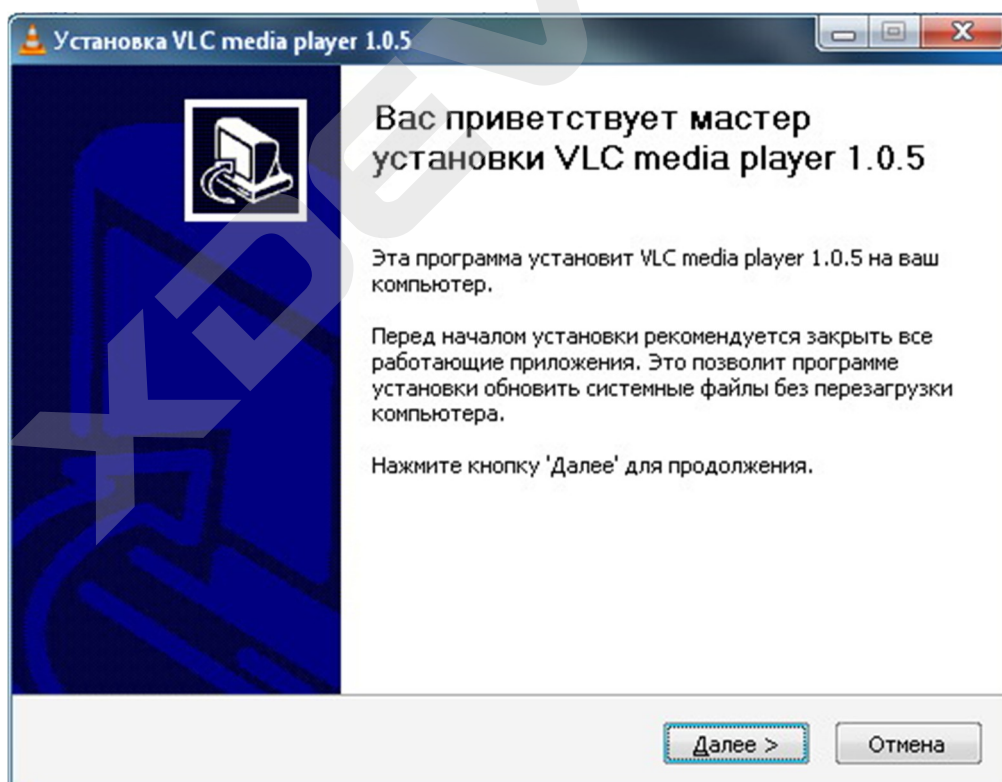 Установка VLC media player 1.0.5
Вас приветствует мастер
установки VLC media player 1.0.5
Эта программа установит VLC media player 1.0.5 на ваш
компьютер.
Перед началом установки рекомендуется закрыть все
работающие приложения. Это позволит программе
установки обновить системные файлы без перезагрузки
компьютера.
Нажмите кнопку 'Далее' для продолжения.
Далее >
Отмена
XDEV